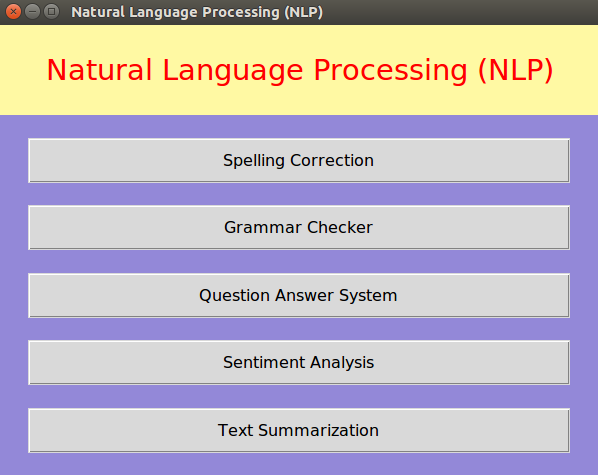 Natural Language Processing (NLP)
Natural Language Processing (NLP)
Spelling Correction
Grammar Checker
Question Answer System
Sentiment Analysis
Text Summarization